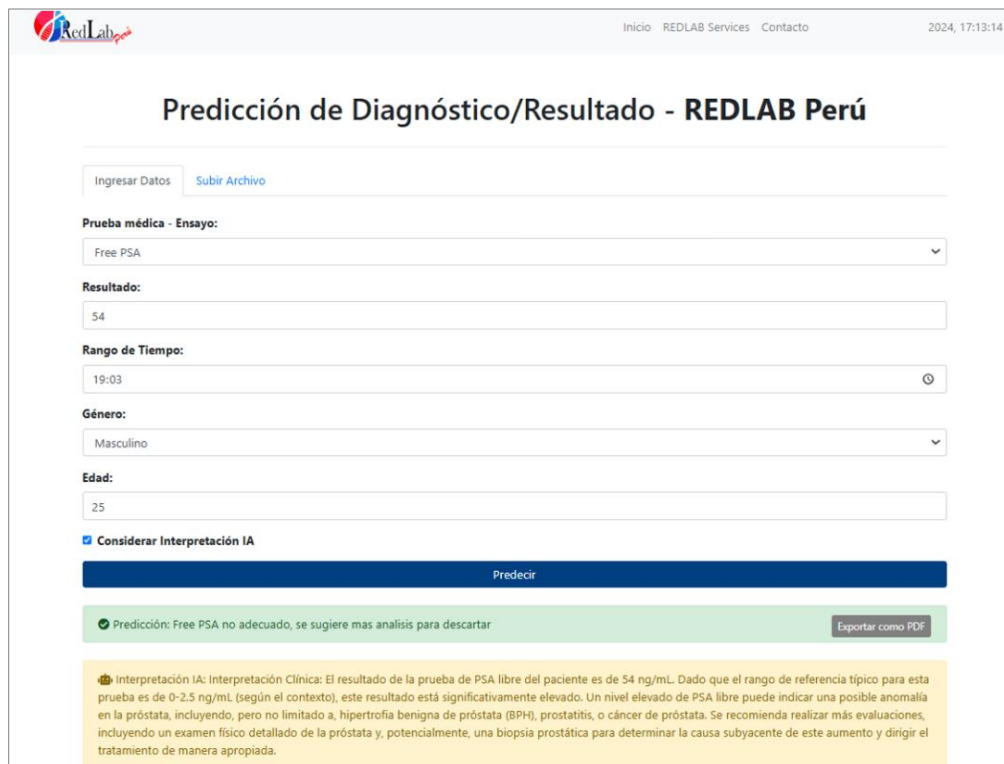 RedLab perú
Inicio REDLAB Services Contacto 2024, 17:13:14
Predicción de Diagnóstico/Resultado - REDLAB Perú
Ingresar Datos Subir Archivo
Prueba médica - Ensayo:
Free PSA
Resultado:
54
Rango de Tiempo:
19:03
Género:
Masculino
Edad:
25
Considerar Interpretación IA
Predecir
Predicción: Free PSA no adecuado, se sugiere mas analisis para descartar Exportar como PDF
Interpretación IA: Interpretación Clínica: El resultado de la prueba de PSA libre del paciente es de 54 ng/mL. Dado que el rango de referencia típico para esta
prueba es de 0-2.5 ng/mL (según el contexto), este resultado está significativamente elevado. Un nivel elevado de PSA libre puede indicar una posible anomalía
en la próstata, incluyendo, pero no limitado a, hipertrofia benigna de próstata (BPH), prostatitis, o cáncer de próstata. Se recomienda realizar más evaluaciones,
incluyendo un examen físico detallado de la próstata y, potencialmente, una biopsia prostática para determinar la causa subyacente de este aumento y dirigir el
tratamiento de manera apropiada.